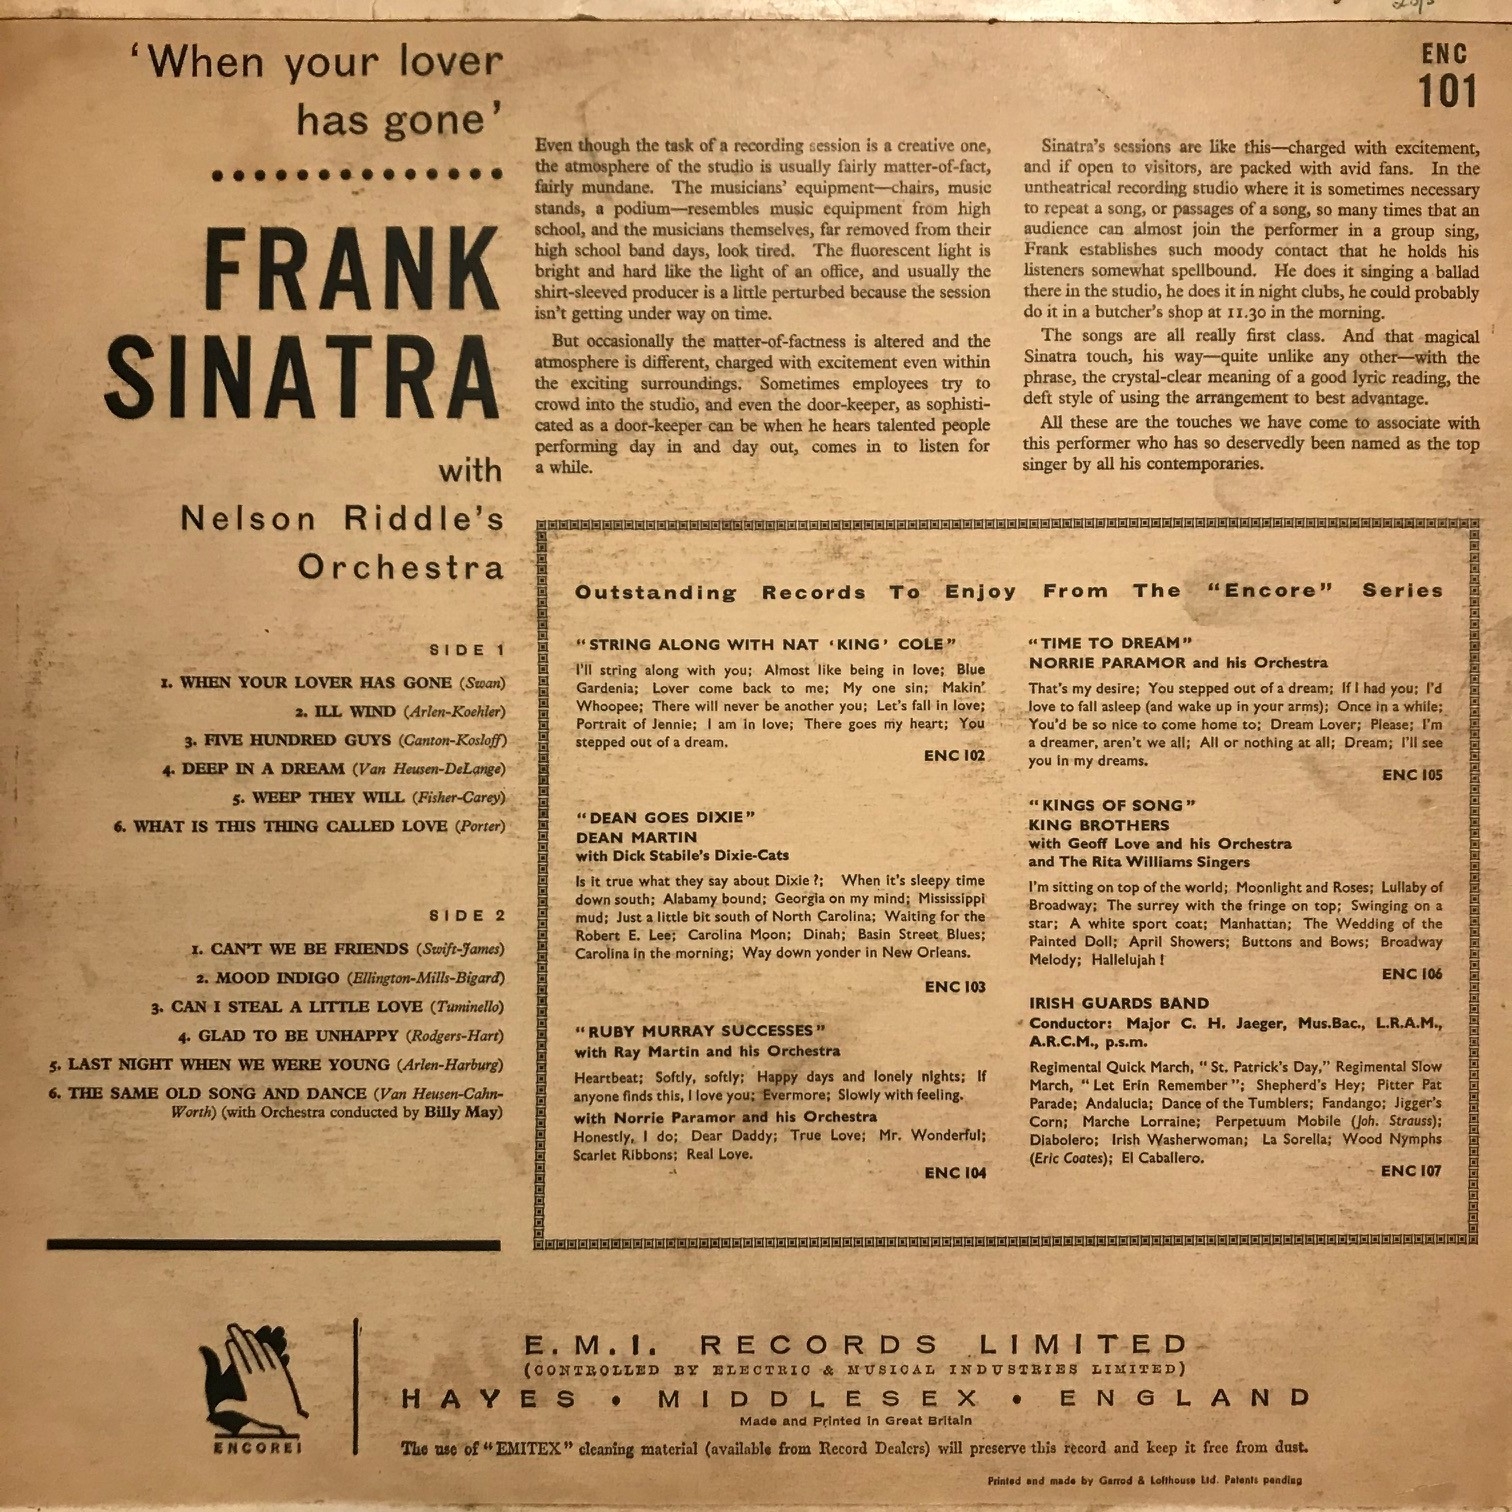 ‘When your lover
has gone’
FRANK
SINATRA
with
Nelson Riddle’s
Orchestra
SIDE 1
1. WHEN YOUR LOVER HAS GONE (Swan)
2. ILL WIND (Arlen-Koehler)
3. FIVE HUNDRED GUYS (Canton-Kosloff)
4. DEEP IN A DREAM (Van Heusen-DeLange)
5. WEEP THEY WILL (Fisher-Carey)
6. WHAT IS THIS THING CALLED LOVE (Porter)
SIDE 2
1. CAN'T WE BE FRIENDS (Swift-James)
2. MOOD INDIGO (Ellington-Mills-Bigard)
3. CAN I STEAL A LITTLE LOVE (Tuminello)
4. GLAD TO BE UNHAPPY (Rodgers-Hart)
5. LAST NIGHT WHEN WE WERE YOUNG (Arlen-Harburg)
6. THE SAME OLD SONG AND DANCE (Van Heusen-Cahn-
Worth) (with Orchestra conducted by Billy May)
ENC
101
Even though the task of a recording session is a creative one,
the atmosphere of the studio is usually fairly matter-of-fact,
fairly mundane. The musicians’ equipment—chairs, music
stands, a podium—resembles music equipment from high
school, and the musicians themselves, far removed from their
high school band days, look tired. The fluorescent light is
bright and hard like the light of an office, and usually the
shirt-sleeved producer is a little perturbed because the session
isn’t getting under way on time.
But occasionally the matter-of-factness is altered and the
atmosphere is different, charged with excitement even within
the exciting surroundings. Sometimes employees try to
crowd into the studio, and even the door-keeper, as sophisti-
cated as a door-keeper can be when he hears talented people
performing day in and day out, comes in to listen for
a while.
Sinatra’s sessions are like this—charged with excitement,
and if open to visitors, are packed with avid fans. In the
untheatrical recording studio where it is sometimes necessary
to repeat a song, or passages of a song, so many times that an
audience can almost join the performer in a group sing,
Frank establishes such moody contact that he holds his
listeners somewhat spellbound. He does it singing a ballad
there in the studio, he does it in night clubs, he could probably
do it in a butcher’s shop at 11.30 in the morning.
The songs are all really first class. And that magical
Sinatra touch, his way—quite unlike any other—with the
phrase, the crystal-clear meaning of a good lyric reading, the
deft style of using the arrangement to best advantage.
All these are the touches we have come to associate with
this performer who has so deservedly been named as the top
singer by all his contemporaries.
Outstanding Records To Enjoy From The “Encore” Series
“STRING ALONG WITH NAT ‘KING’ COLE”
I'll string along with you; Almost like being in love; Blue
Gardenia; Lover come back to me; My one sin; Makin’
Whoopee; There will never be another you; Let's fall in love;
Portrait of Jennie; I am in love; There goes my heart; You
stepped out of a dream.
ENC 102
“DEAN GOES DIXIE”
DEAN MARTIN
with Dick Stabile's Dixie-Cats
Is it true what they say about Dixie?; When it's sleepy time
down south; Alabamy bound; Georgia on my mind; Mississippi
mud; Just a little bit south of North Carolina; Waiting for the
Robert E. Lee; Carolina Moon; Dinah; Basin Street Blues;
Carolina in the morning; Way down yonder in New Orleans.
ENC 103
“RUBY MURRAY SUCCESSES”
with Ray Martin and his Orchestra
Heartbeat; Softly, softly; Happy days and lonely nights; If
anyone finds this, I love you; Evermore; Slowly with feeling.
with Norrie Paramor and his Orchestra
Honestly, I do; Dear Daddy; True Love; Mr. Wonderful;
Scarlet Ribbons; Real Love.
ENC 104
“TIME TO DREAM”
NORRIE PARAMOR and his Orchestra
That's my desire; You stepped out of a dream; If I had you; I'd
love to fall asleep (and wake up in your arms); Once in a while;
You'd be so nice to come home to; Dream Lover; Please; I'm
a dreamer, aren't we all; All or nothing at all; Dream; I'll see
you in my dreams.
ENC 105
“KINGS OF SONG”
KING BROTHERS
with Geoff Love and his Orchestra
and The Rita Williams Singers
I'm sitting on top of the world; Moonlight and Roses; Lullaby of
Broadway; The surrey with the fringe on top; Swinging on a
star; A white sport coat; Manhattan; The Wedding of the
Painted Doll; April Showers; Buttons and Bows; Broadway
Melody; Hallelujah!
ENC 106
IRISH GUARDS BAND
Conductor: Major C. H. Jaeger, Mus.Bac., L.R.A.M.,
A.R.C.M., p.s.m.
Regimental Quick March, “St. Patrick's Day,” Regimental Slow
March, “Let Erin Remember”; Shepherd's Hey; Pitter Pat
Parade; Andalucia; Dance of the Tumblers; Fandango; Jigger's
Corn; Marche Lorraine; Perpetuum Mobile (Joh. Strauss);
Diabolero; Irish Washerwoman; La Sorella; Wood Nymphs
(Eric Coates); El Caballero.
ENC 107
ENCORE!
E.M.I. RECORDS LIMITED
(CONTROLLED BY ELECTRIC & MUSICAL INDUSTRIES LIMITED)
HAYES • MIDDLESEX • ENGLAND
Made and Printed in Great Britain
The use of “EMITEX” cleaning material (available from Record Dealers) will preserve this record and keep it free from dust.
Printed and made by Garrod & Lofthouse Ltd. Patents pending